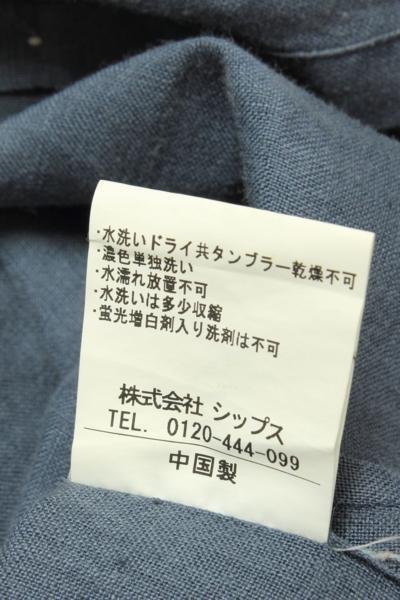 ・水洗いドライ共タンブラー乾燥不可
・濃色単独洗い
・水濡れ放置不可
・水洗いは多少収縮
・蛍光増白剤入り洗剤は不可
株式会社 シップス
TEL. 0120-444-099
中国製